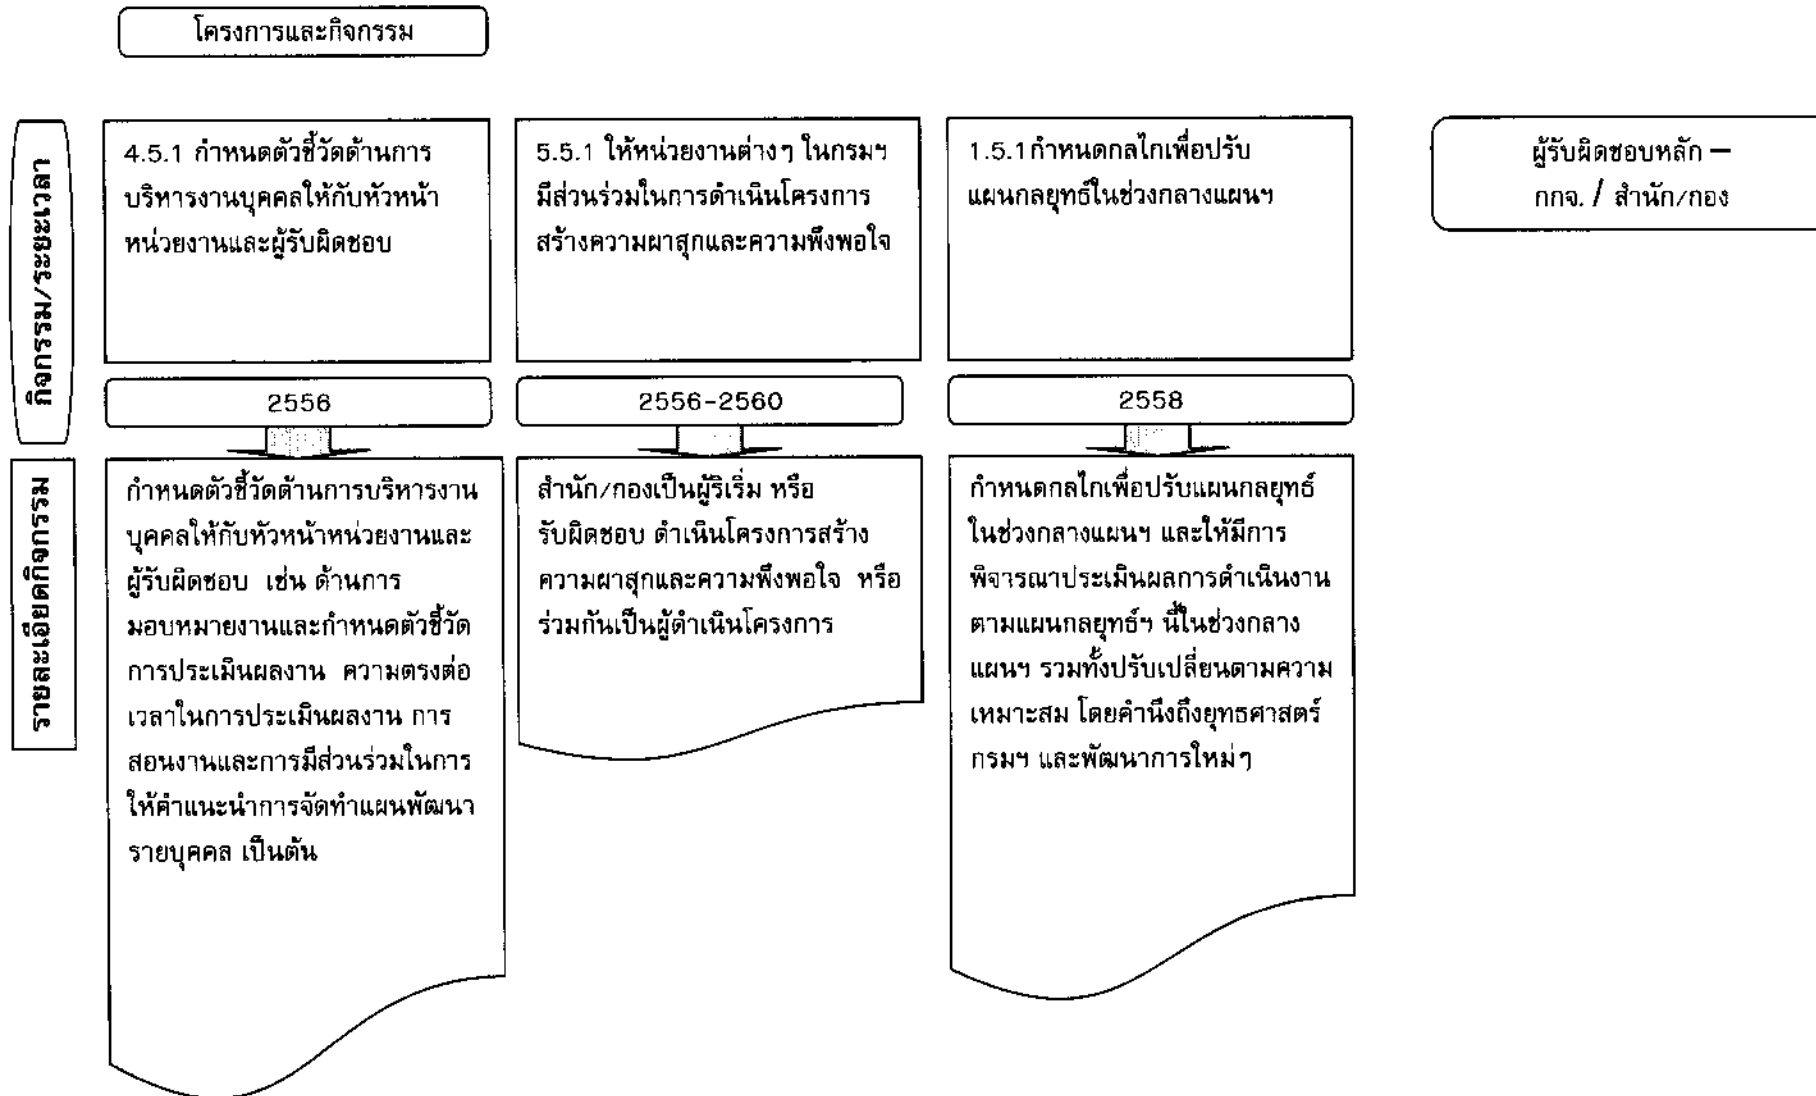 โครงการและกิจกรรม
กิจกรรม/ระยะเวลา
4.5.1 กำหนดตัวชี้วัดด้านการ
บริหารงานบุคคลให้กับหัวหน้า
หน่วยงานและผู้รับผิดชอบ
5.5.1 ให้หน่วยงานต่างๆ ในกรมฯ
มีส่วนร่วมในการดำเนินโครงการ
สร้างความผาสุกและความพึงพอใจ
1.5.1กำหนดกลไกเพื่อปรับ
แผนกลยุทธ์ในช่วงกลางแผนฯ
ผู้รับผิดชอบหลัก –
กกจ. / สำนัก/กอง
2556
2556-2560
2558
รายละเอียดกิจกรรม
กำหนดตัวชี้วัดด้านการบริหารงาน
บุคคลให้กับหัวหน้าหน่วยงานและ
ผู้รับผิดชอบ เช่น ด้านการ
มอบหมายงานและกำหนดตัวชี้วัด
การประเมินผลงาน ความตรงต่อ
เวลาในการประเมินผลงาน การ
สอนงานและการมีส่วนร่วมในการ
ให้คำแนะนำการจัดทำแผนพัฒนา
รายบุคคล เป็นต้น
สำนัก/กองเป็นผู้ริเริ่ม หรือ
รับผิดชอบ ดำเนินโครงการสร้าง
ความผาสุกและความพึงพอใจ หรือ
ร่วมกันเป็นผู้ดำเนินโครงการ
กำหนดกลไกเพื่อปรับแผนกลยุทธ์
ในช่วงกลางแผนฯ และให้มีการ
พิจารณาประเมินผลการดำเนินงาน
ตามแผนกลยุทธ์ฯ นี้ในช่วงกลาง
แผนฯ รวมทั้งปรับเปลี่ยนตามความ
เหมาะสม โดยคำนึงถึงยุทธศาสตร์
กรมฯ และพัฒนาการใหม่ๆ